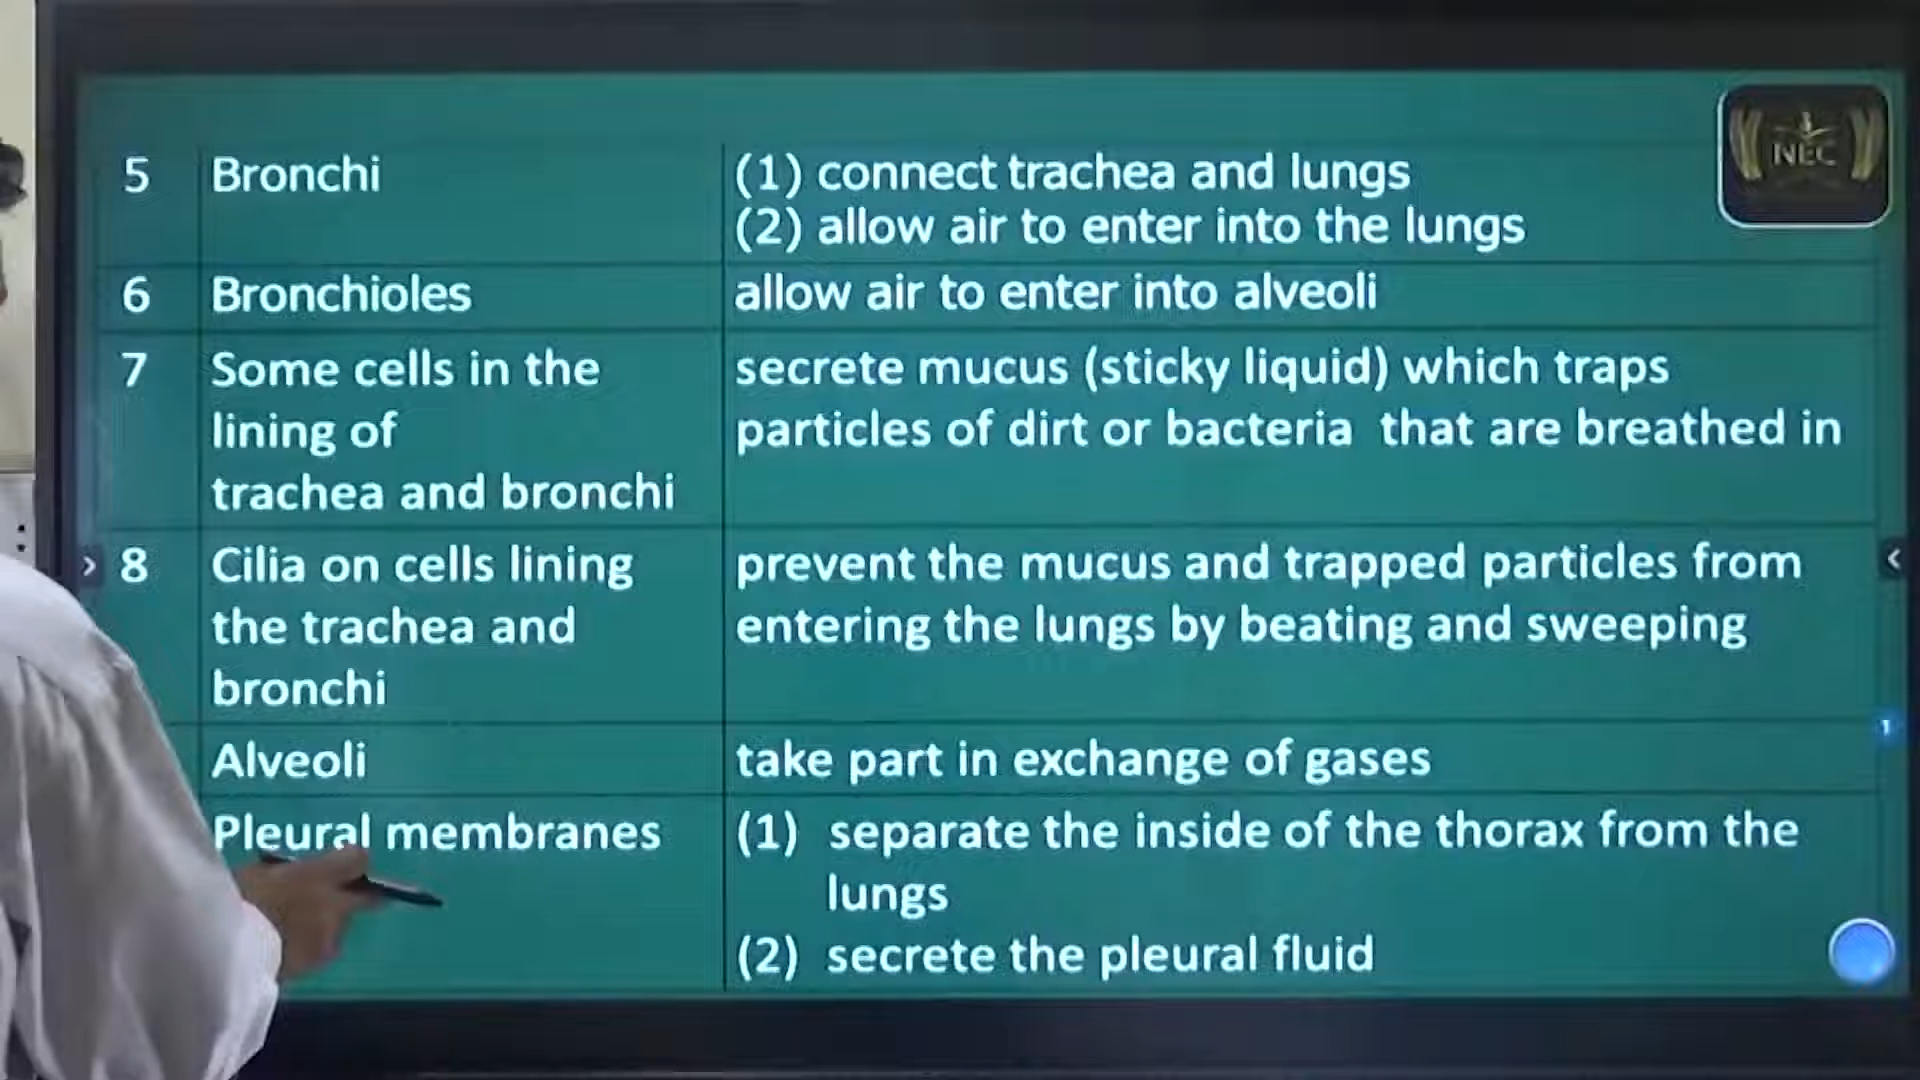 NEC
5 Bronchi (1) connect trachea and lungs
(2) allow air to enter into the lungs
6 Bronchioles allow air to enter into alveoli
7 Some cells in the secrete mucus (sticky liquid) which traps
lining of particles of dirt or bacteria that are breathed in
trachea and bronchi
8 Cilia on cells lining prevent the mucus and trapped particles from
the trachea and entering the lungs by beating and sweeping
bronchi
1
Alveoli take part in exchange of gases
Pleural membranes (1) separate the inside of the thorax from the
lungs
(2) secrete the pleural fluid